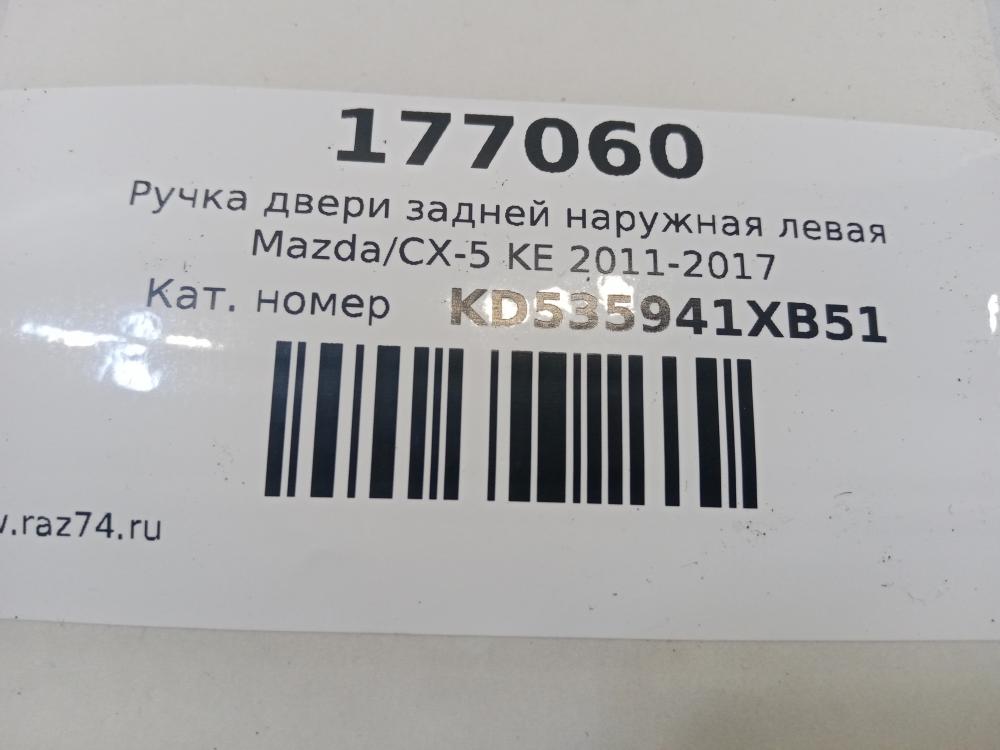 177060
Ручка двери задней наружная левая
Mazda/CX-5 KE 2011-2017
Кат. номер KD535941XB51
.raz74.ru